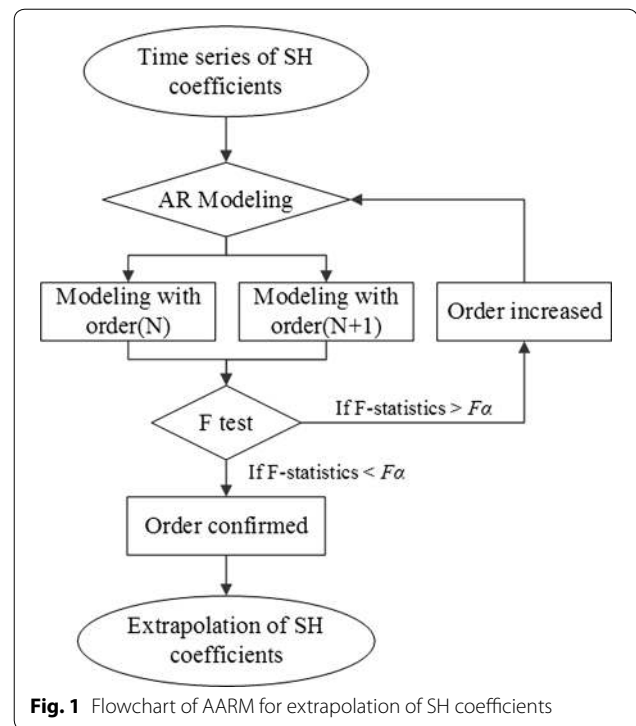 Time series of SH
coefficients
AR Modeling
Modeling with
order(N)
Modeling with
order(N+1)
Order increased
F test
If F-statistics > Fα
If F-statistics < Fα
Order confirmed
Extrapolation of SH
coefficients
Fig. 1 Flowchart of AARM for extrapolation of SH coefficients